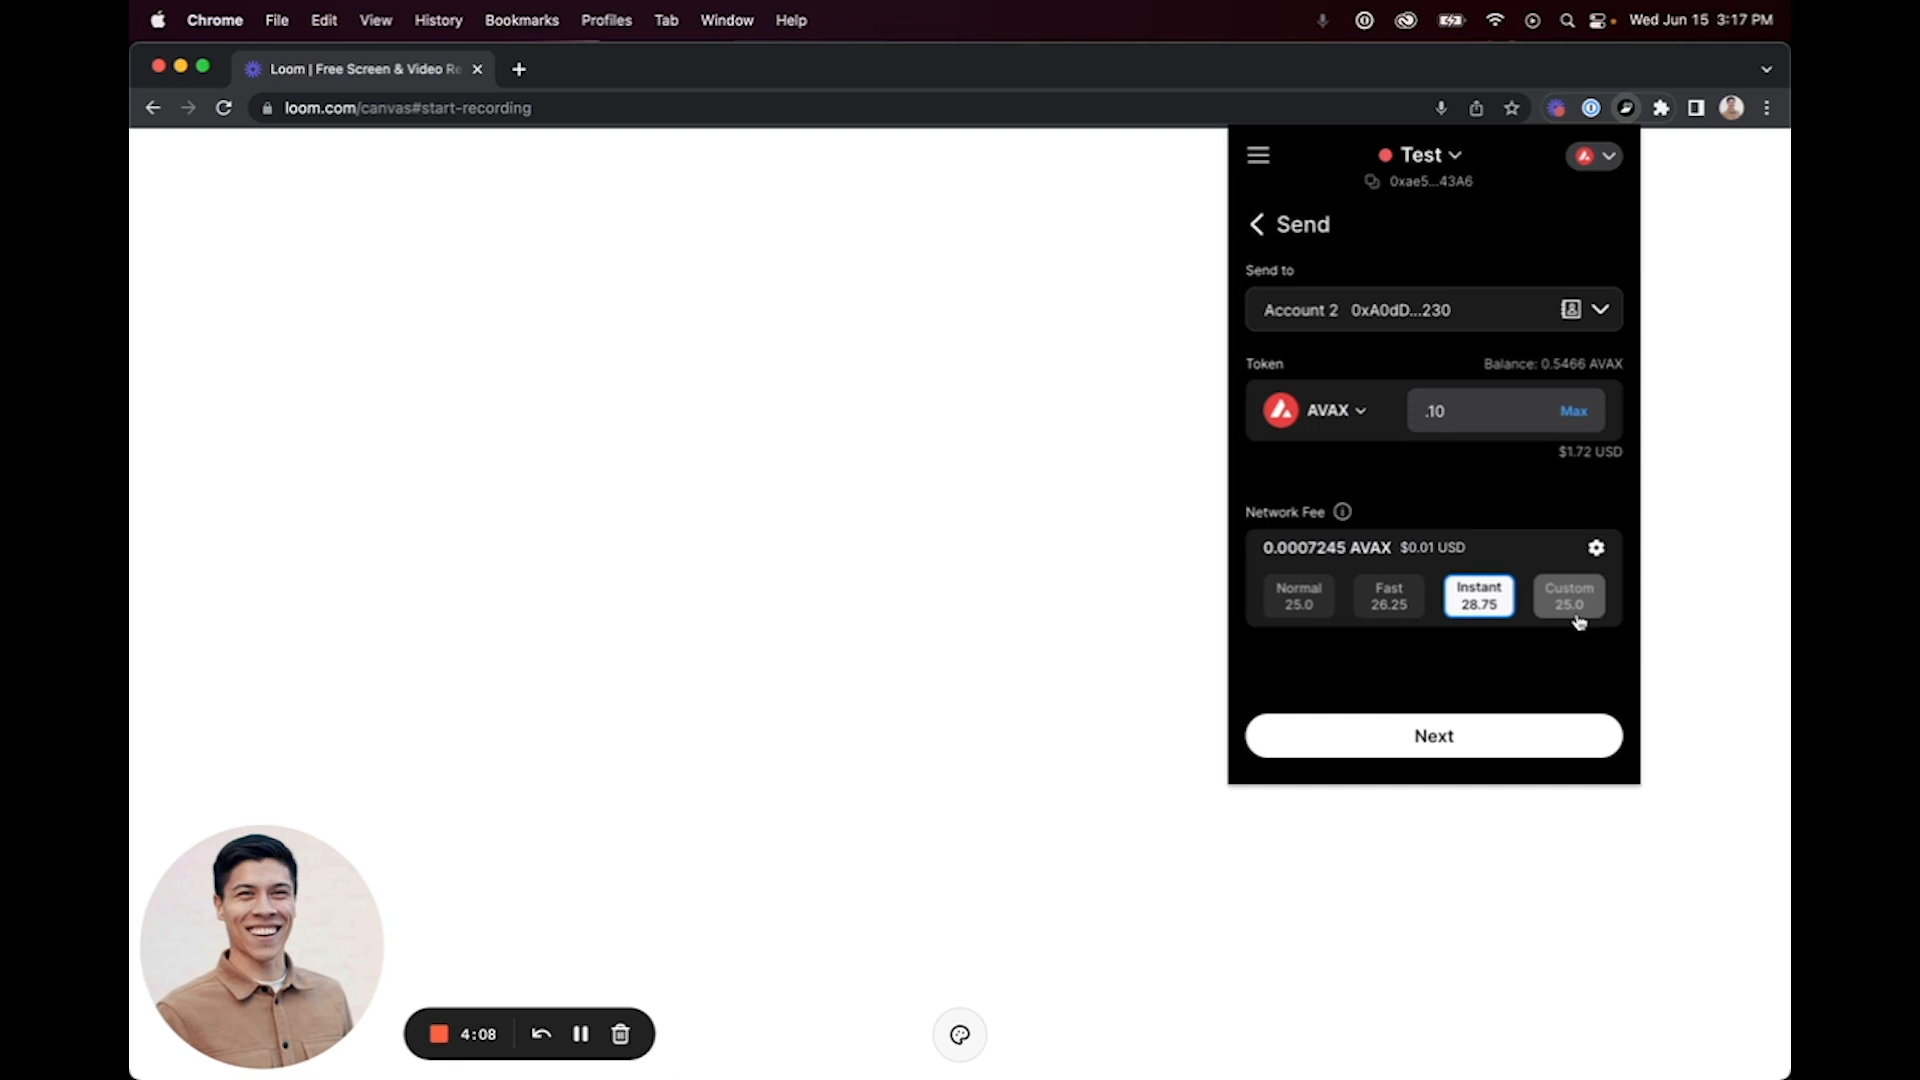 Chrome File Edit View History Bookmarks Profiles Tab Window Help Wed Jun 15 3:17 PM
Loom | Free Screen & Video Re
loom.com/canvas#start-recording
Test
0xae5...43A6
Send
Send to
Account 2 0xA0dD...230
Token Balance: 0.5466 AVAX
AVAX .10 Max
$1.72 USD
Network Fee
0.0007245 AVAX $0.01 USD
Normal Fast Instant Custom
25.0 26.25 28.75 25.0
Next
4:08